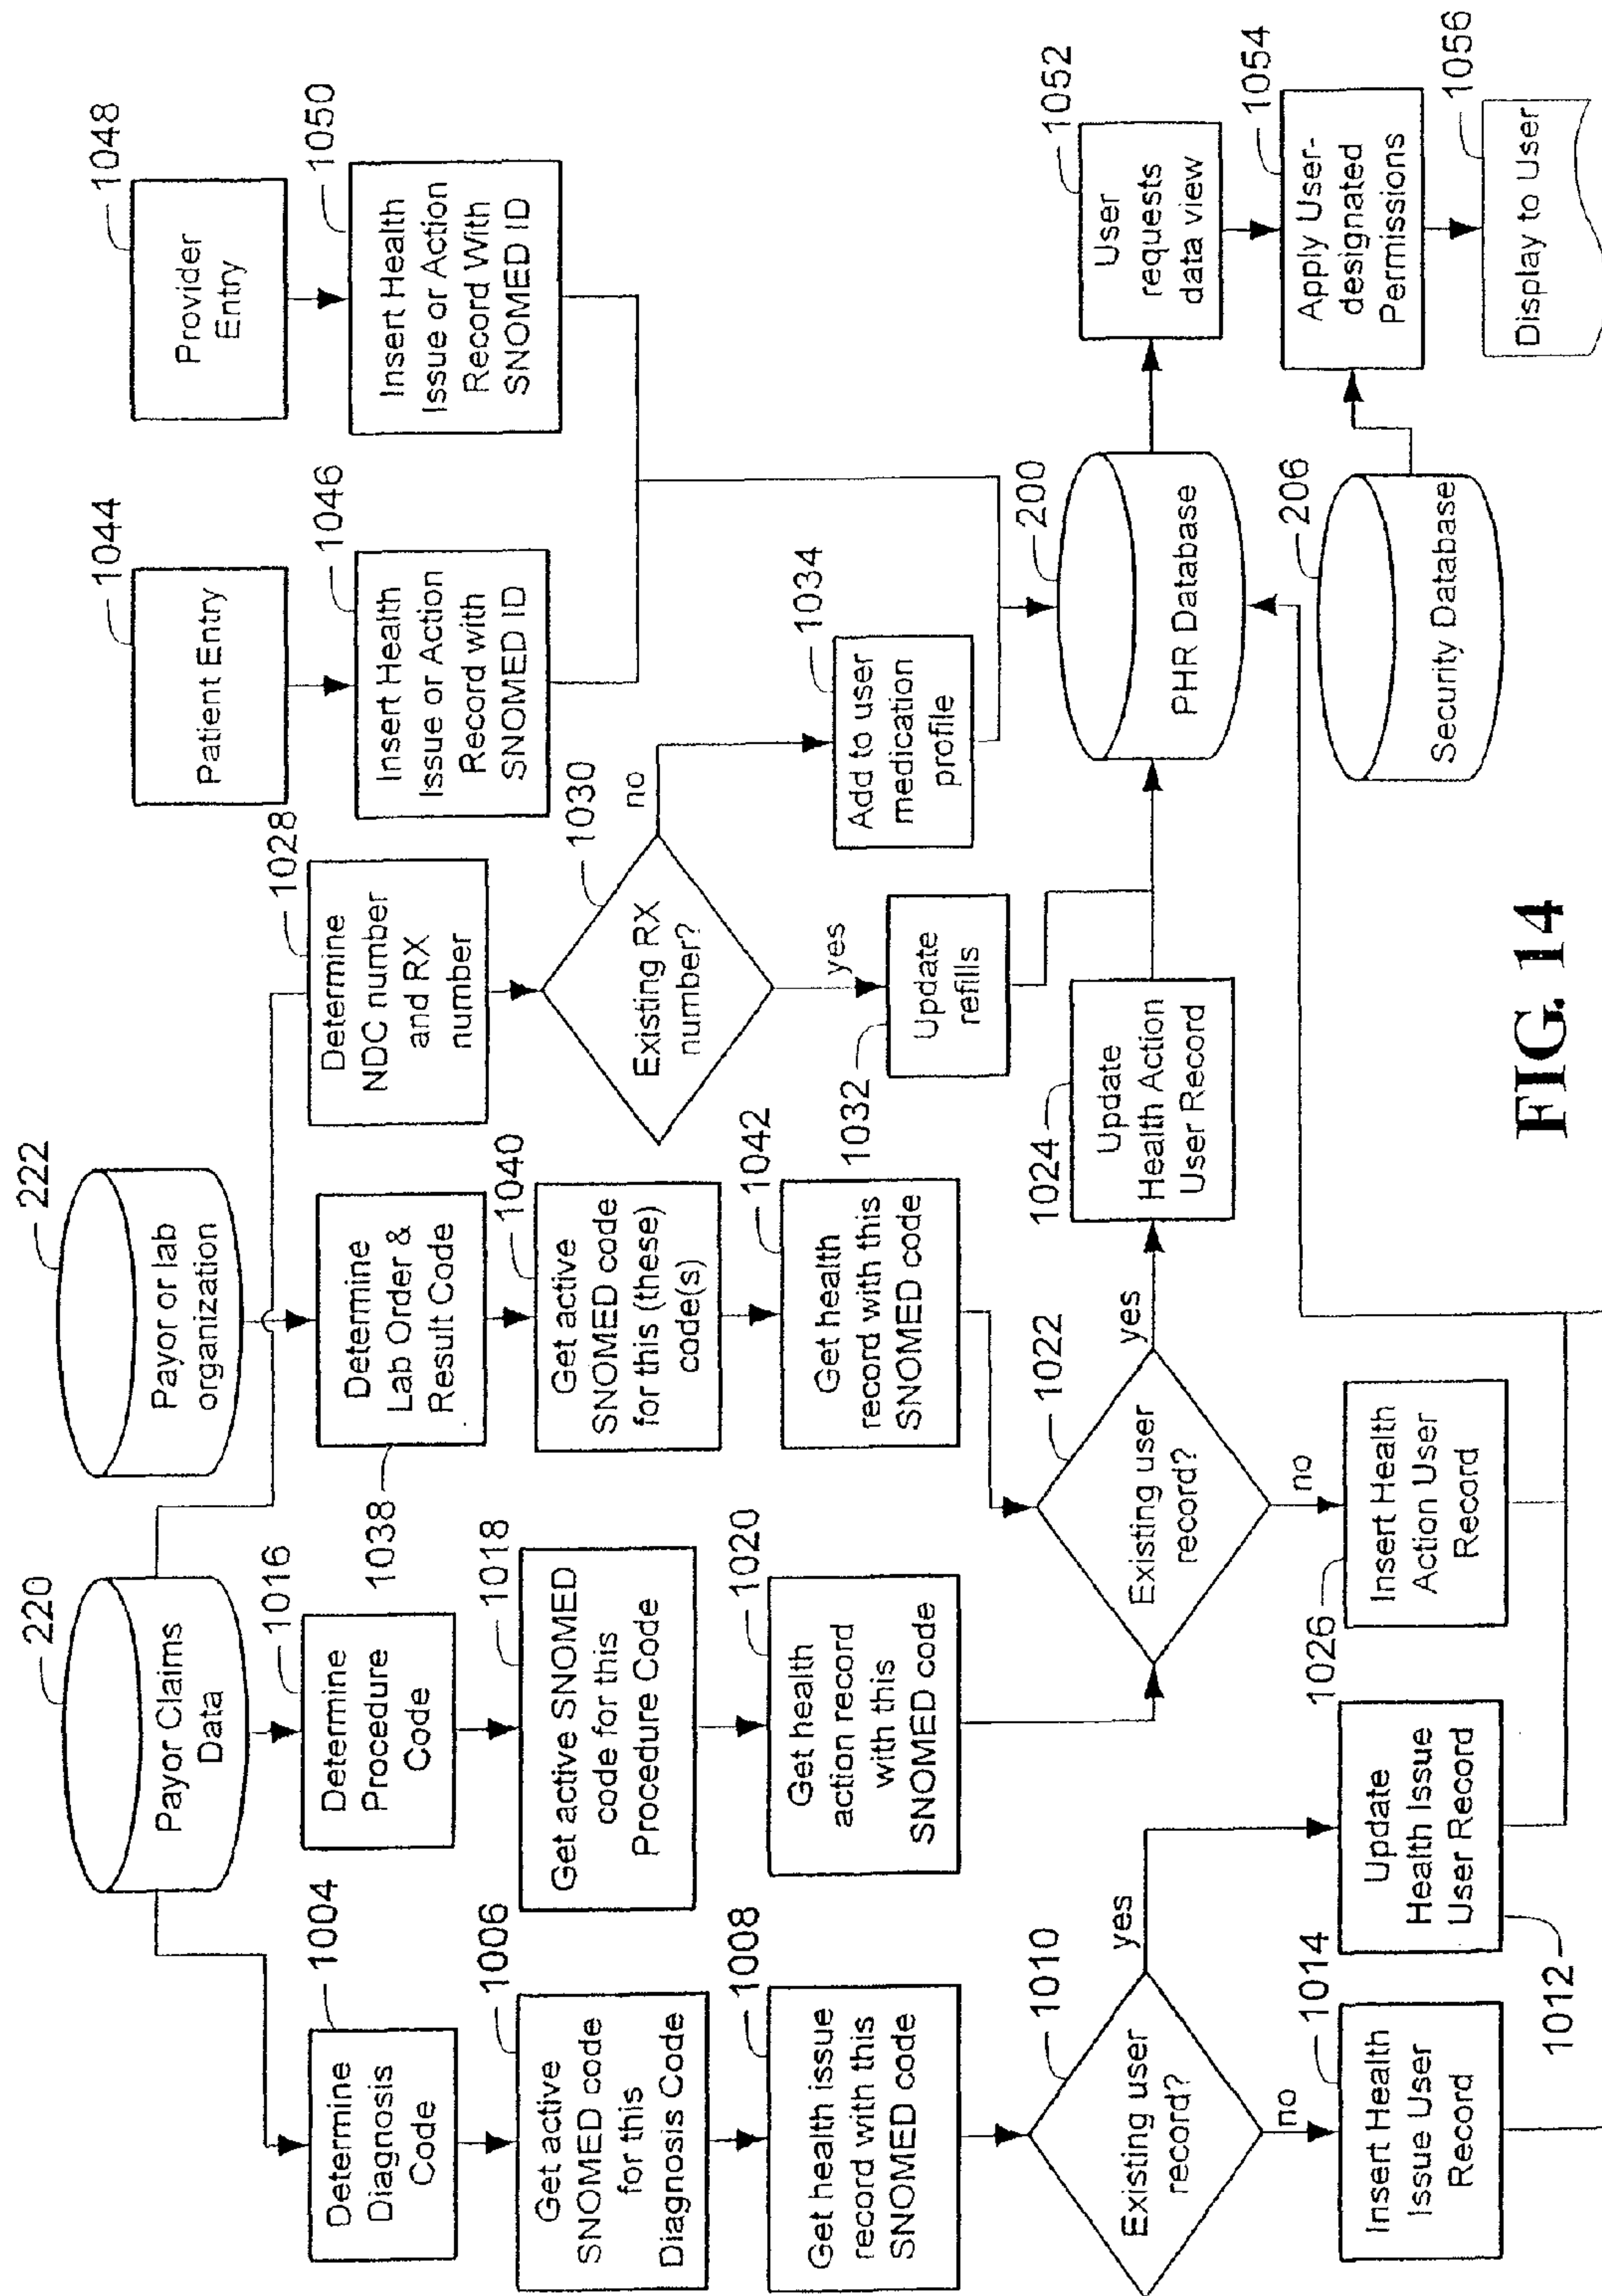 220
Payor Claims
Data
222
Payor or lab
organization
1004
Determine
Diagnosis
Code
1006
Get active
SNOMED code
for this
Diagnosis Code
1008
Get health issue
record with this
SNOMED code
1010
Existing user
record?
yes
no
1014
Insert Health
Issue User
Record
1012
Update
Health Issue
User Record
1016
Determine
Procedure
Code
1018
Get active SNOMED
code for this
Procedure Code
1020
Get health
action record
with this
SNOMED code
1038
Determine
Lab Order &
Result Code
1040
Get active
SNOMED code
for this (these)
code(s)
1042
Get health
record with this
SNOMED code
1022
Existing user
record?
yes
no
1026
Insert Health
Action User
Record
1024
Update
Health Action
User Record
1028
Determine
NDC number
and RX
number
1030
Existing RX
number?
yes
no
1032
Update
refills
1034
Add to user
medication
profile
1044
Patient Entry
1046
Insert Health
Issue or Action
Record with
SNOMED ID
1048
Provider
Entry
1050
Insert Health
Issue or Action
Record With
SNOMED ID
200
PHR Database
206
Security Database
1052
User
requests
data view
1054
Apply User-
designated
Permissions
1056
Display to User
FIG. 14